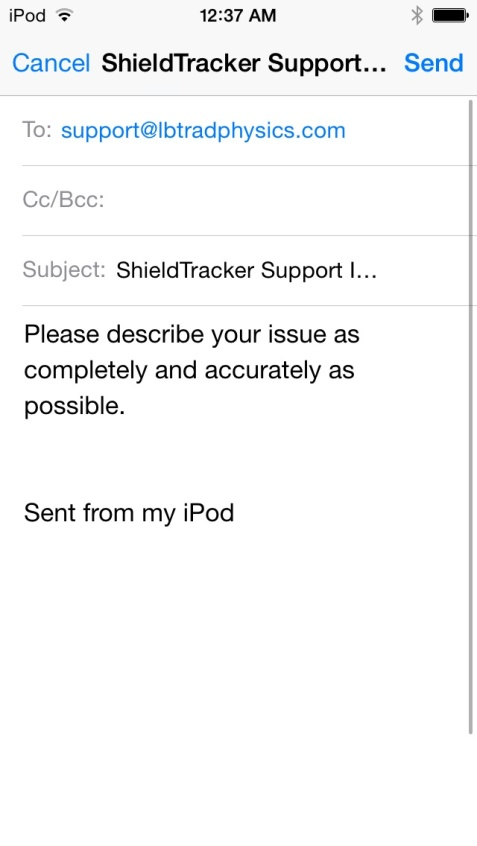 iPod 12:37 AM
Cancel ShieldTracker Support... Send
To: support@lbtradphysics.com
Cc/Bcc:
Subject: ShieldTracker Support I...
Please describe your issue as
completely and accurately as
possible.
Sent from my iPod